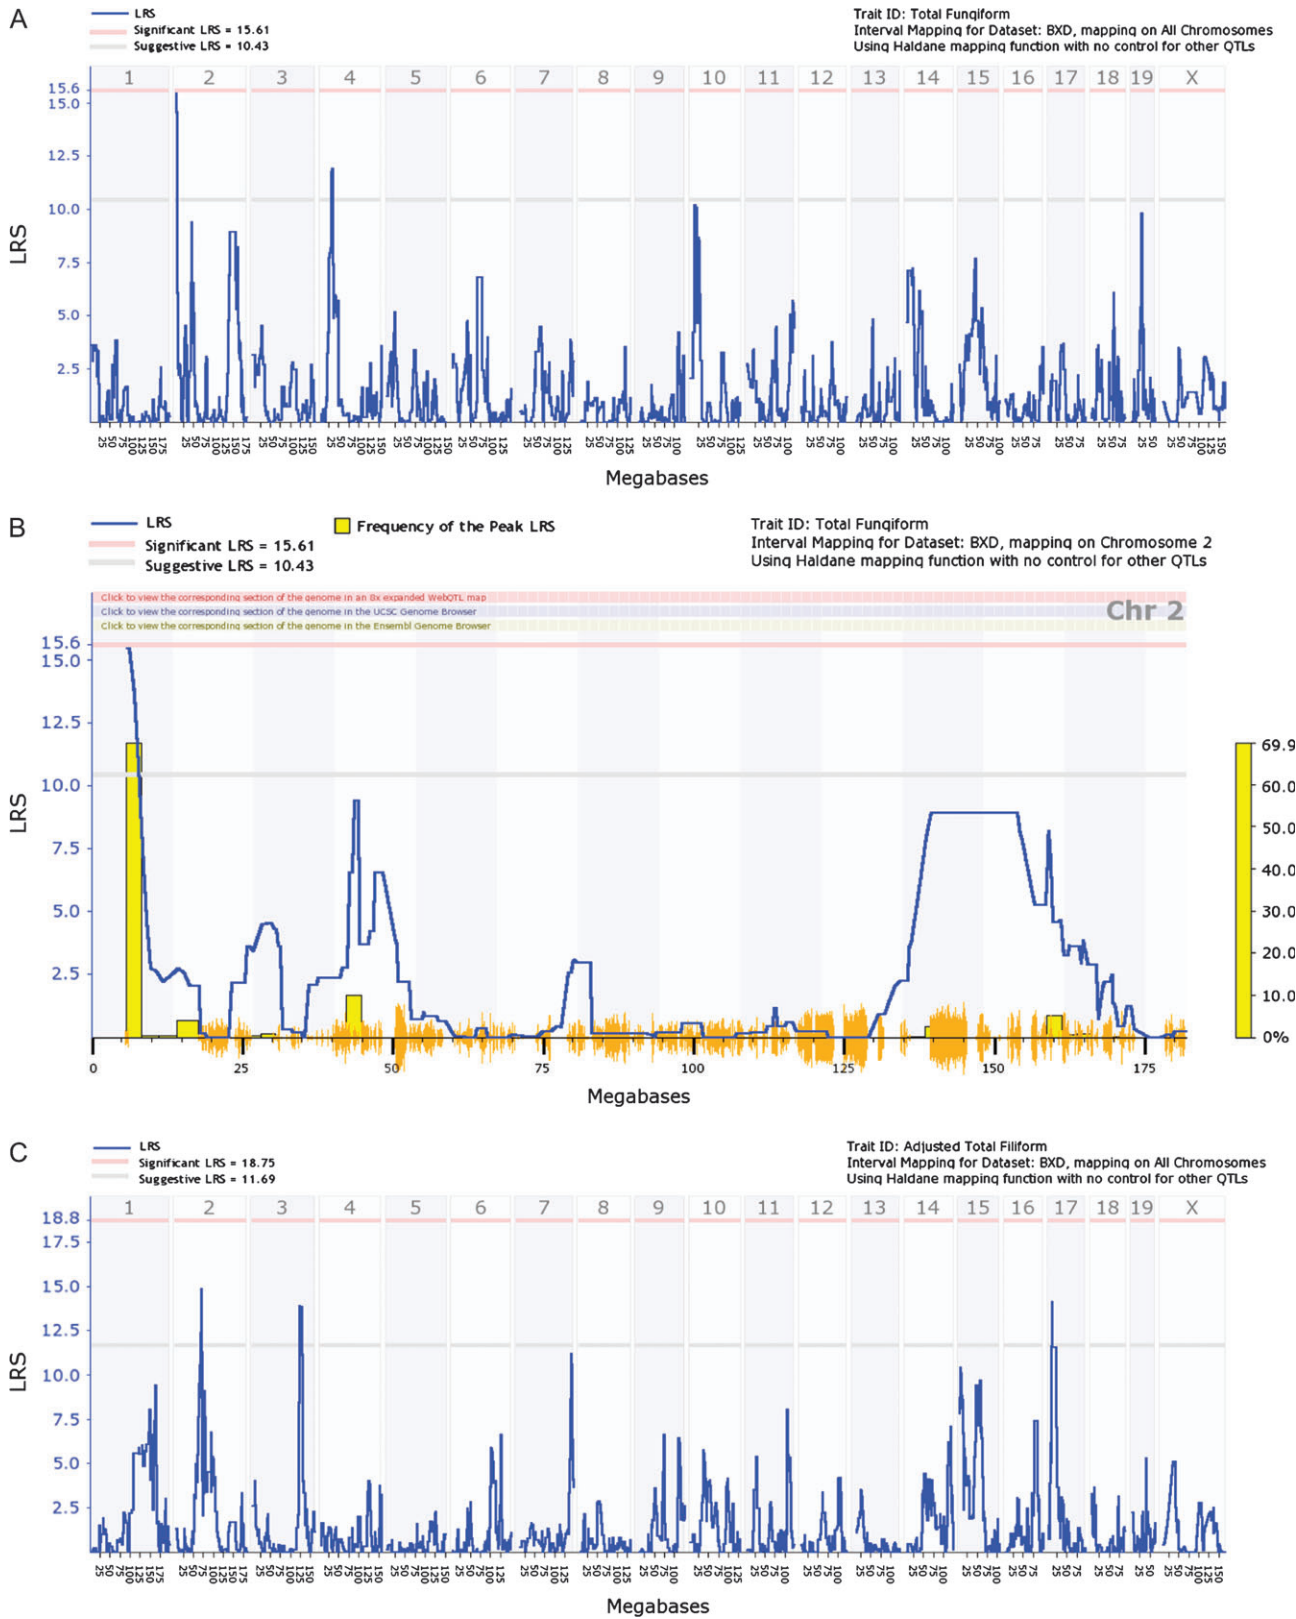 A
LRS
Significant LRS = 15.61
Suggestive LRS = 10.43
Trait ID: Total Fungiform
Interval Mapping for Dataset: BXD, mapping on All Chromosomes
Using Haldane mapping function with no control for other QTLs
1 2 3 4 5 6 7 8 9 10 11 12 13 14 15 16 17 18 19 X
15.6
15.0
12.5
10.0
7.5
5.0
2.5
LRS
Megabases
B
LRS
Significant LRS = 15.61
Suggestive LRS = 10.43
Frequency of the Peak LRS
Trait ID: Total Fungiform
Interval Mapping for Dataset: BXD, mapping on Chromosome 2
Using Haldane mapping function with no control for other QTLs
Click to view the corresponding section of the genome in an 8x expanded WebQTL map
Click to view the corresponding section of the genome in the UCSC Genome Browser
Click to view the corresponding section of the genome in the Ensembl Genome Browser
Chr 2
15.6
15.0
12.5
10.0
7.5
5.0
2.5
LRS
69.9
60.0
50.0
40.0
30.0
20.0
10.0
0%
0 25 50 75 100 125 150 175
Megabases
C
LRS
Significant LRS = 18.75
Suggestive LRS = 11.69
Trait ID: Adjusted Total Filiform
Interval Mapping for Dataset: BXD, mapping on All Chromosomes
Using Haldane mapping function with no control for other QTLs
1 2 3 4 5 6 7 8 9 10 11 12 13 14 15 16 17 18 19 X
18.8
17.5
15.0
12.5
10.0
7.5
5.0
2.5
LRS
Megabases